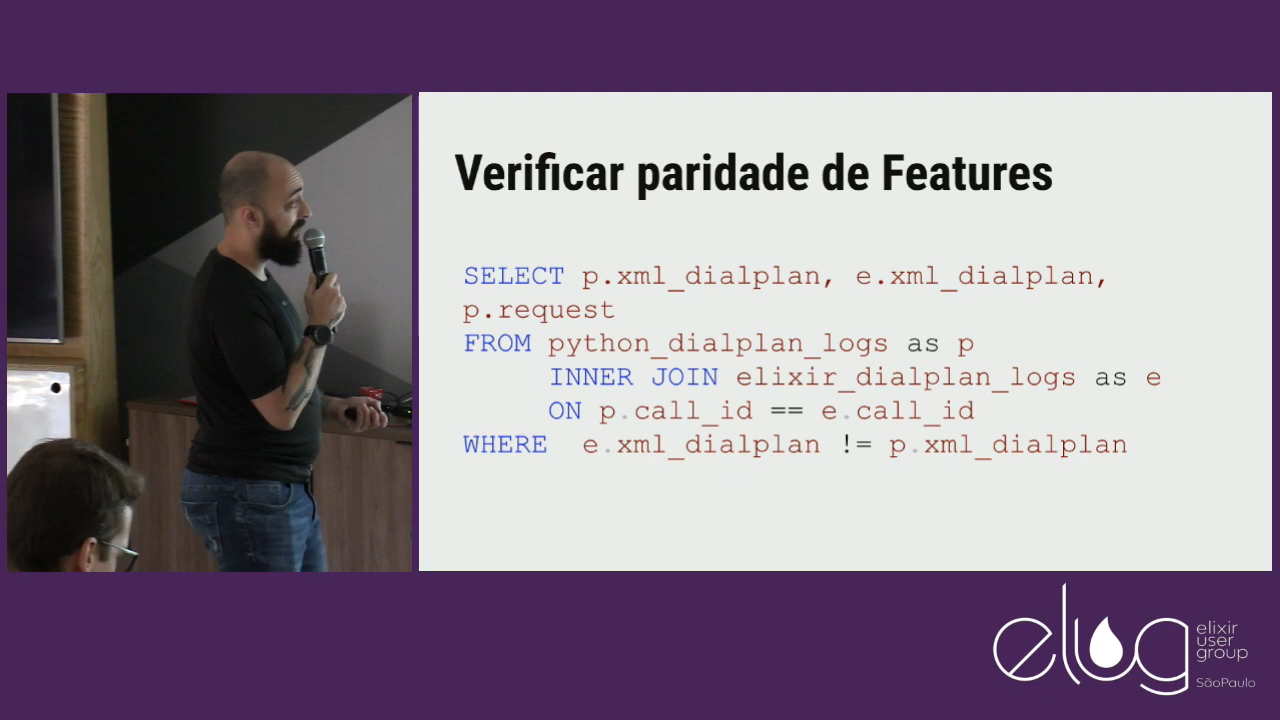 Verificar paridade de Features
SELECT p.xml_dialplan, e.xml_dialplan,
p.request
FROM python_dialplan_logs as p
INNER JOIN elixir_dialplan_logs as e
ON p.call_id == e.call_id
WHERE e.xml_dialplan != p.xml_dialplan
elug
elixir
user
group
SãoPaulo